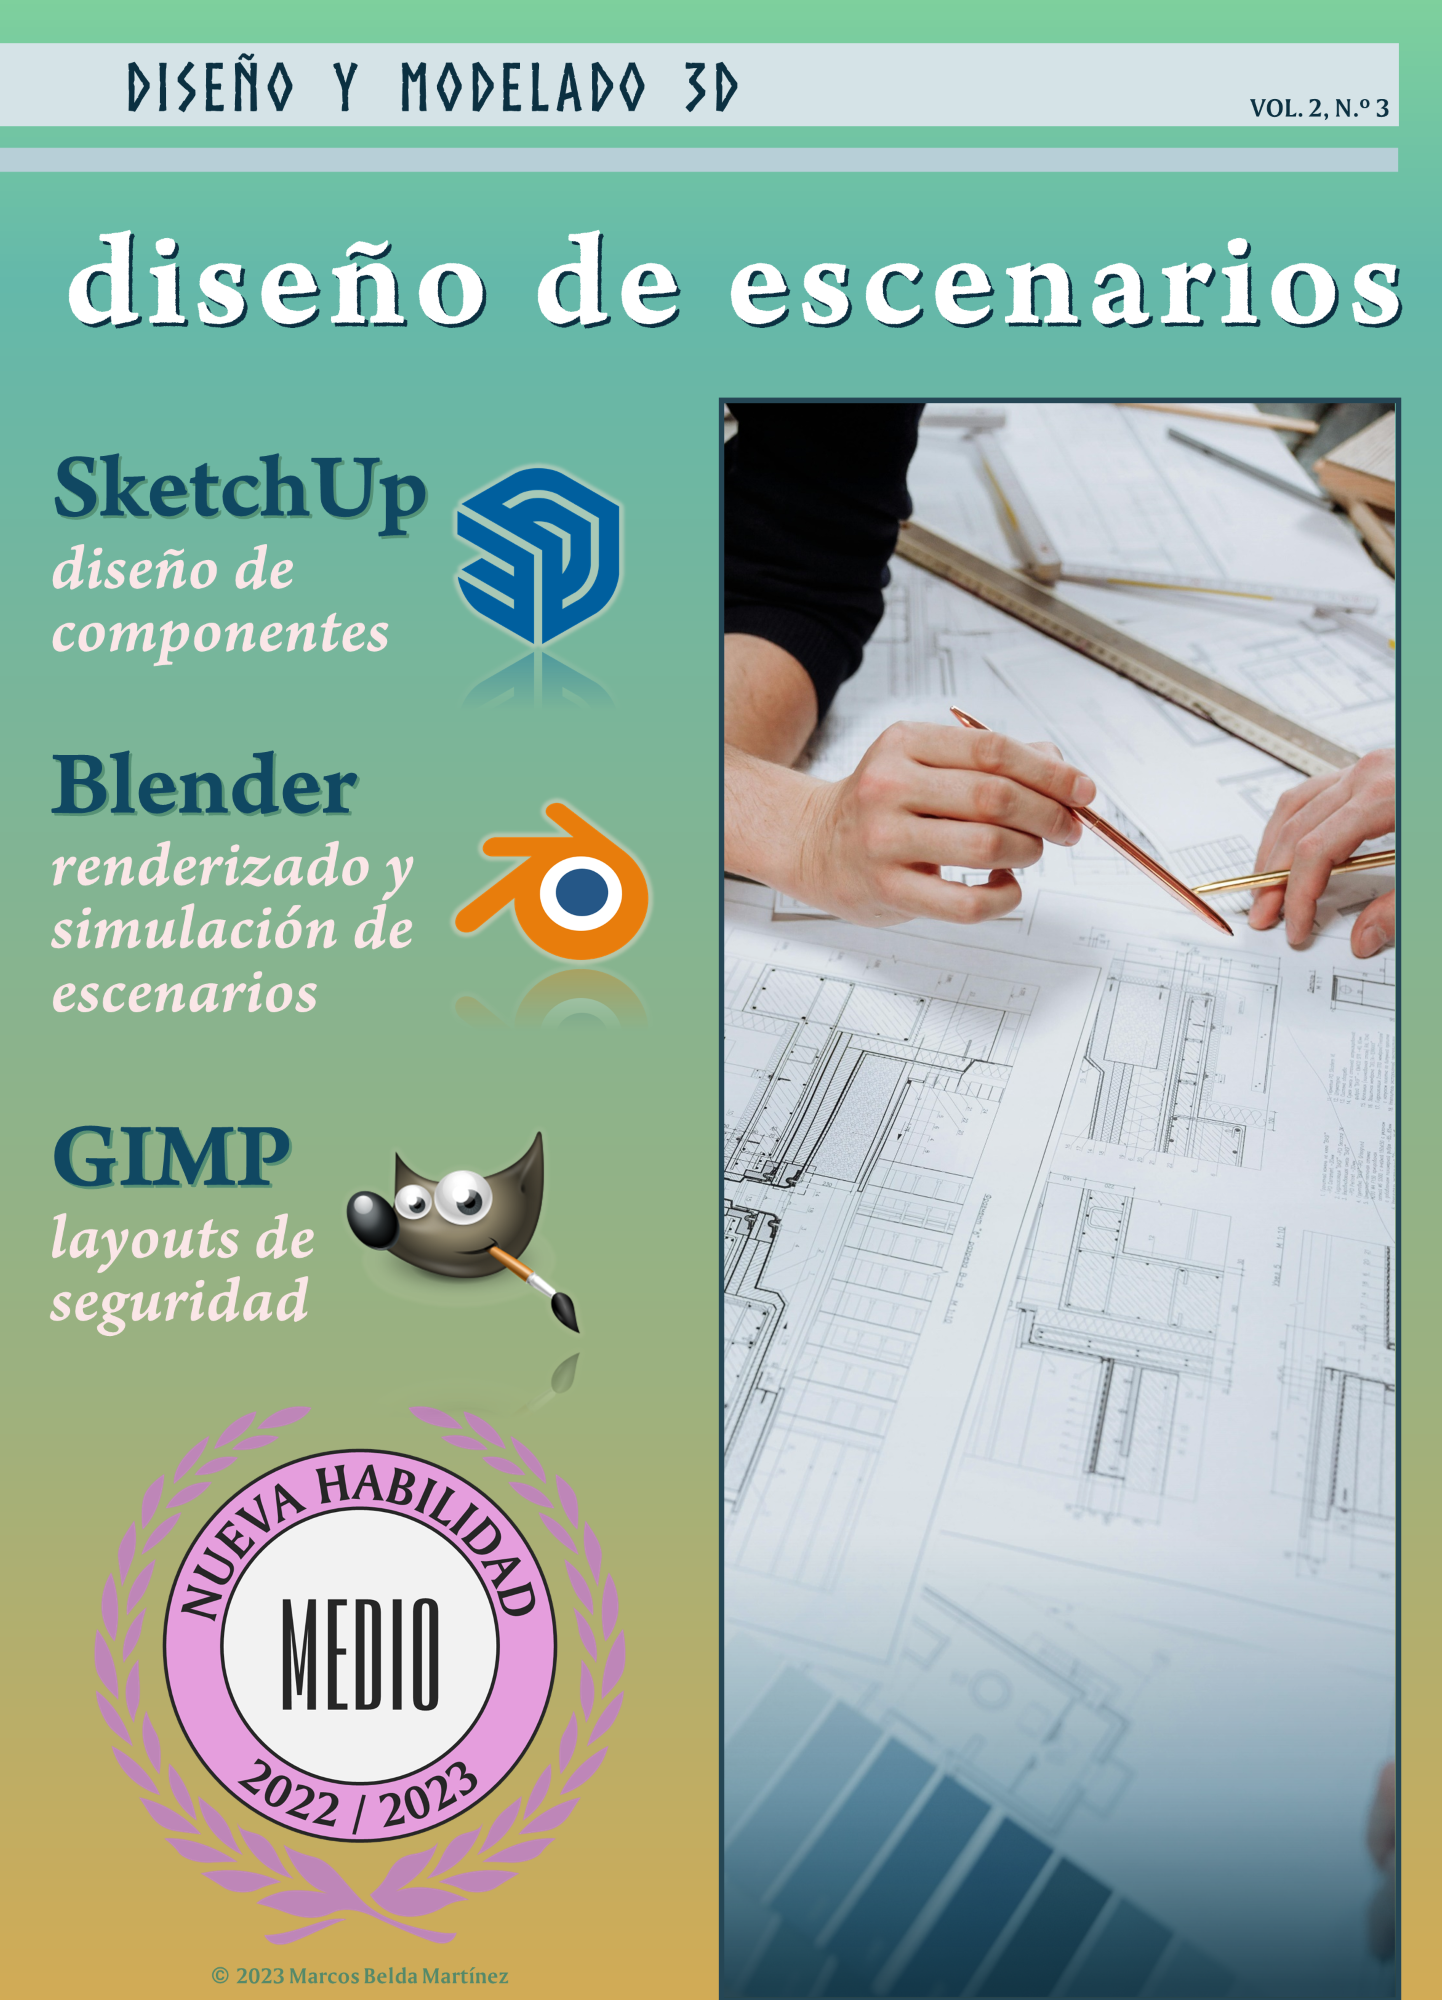 DISEÑO Y MODELADO 3D
VOL. 2, N.º 3
diseño de escenarios
SketchUp
diseño de
componentes
Blender
renderizado y
simulación de
escenarios
GIMP
layouts de
seguridad
NUEVA HABILIDAD
MEDIO
2022 / 2023
© 2023 Marcos Belda Martínez